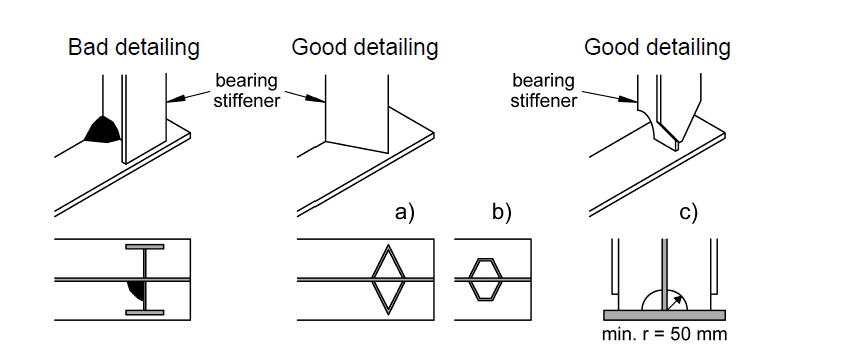 Bad detailing
Good detailing
Good detailing
bearing
stiffener
bearing
stiffener
a)
b)
c)
min. r = 50 mm